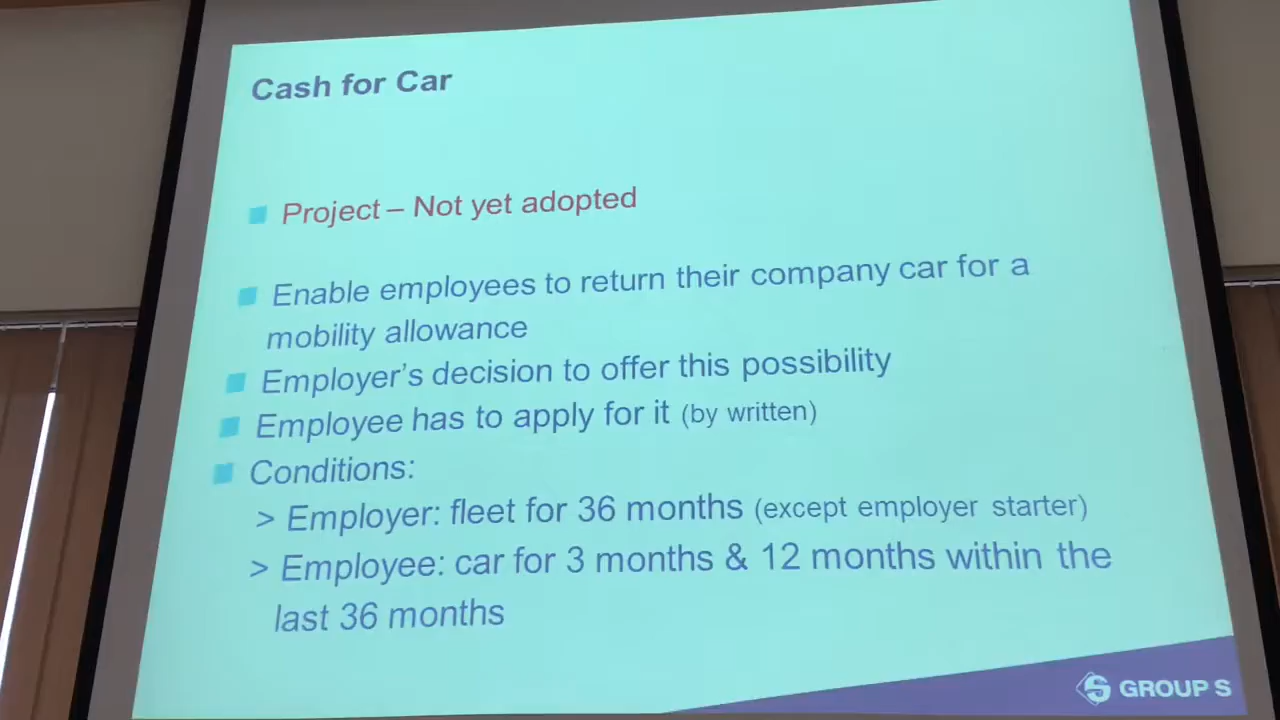 Cash for Car
Project – Not yet adopted
Enable employees to return their company car for a
mobility allowance
Employer's decision to offer this possibility
Employee has to apply for it (by written)
Conditions:
> Employer: fleet for 36 months (except employer starter)
> Employee: car for 3 months & 12 months within the
last 36 months
GROUP S